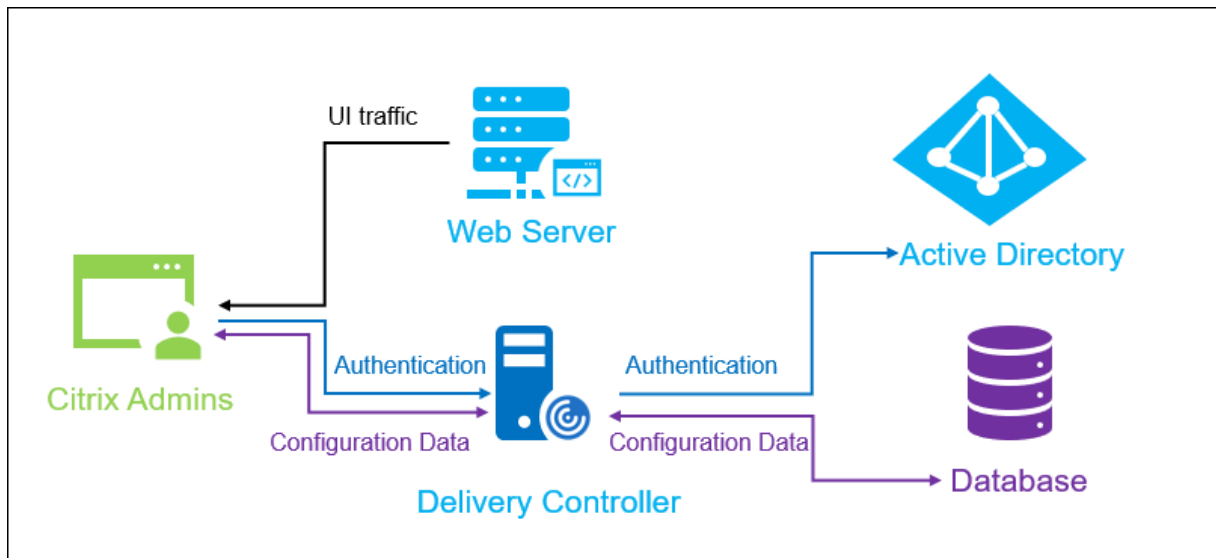 UI traffic
</>
Web Server
Active Directory
Authentication
Authentication
Citrix Admins
Configuration Data
Configuration Data
Database
Delivery Controller